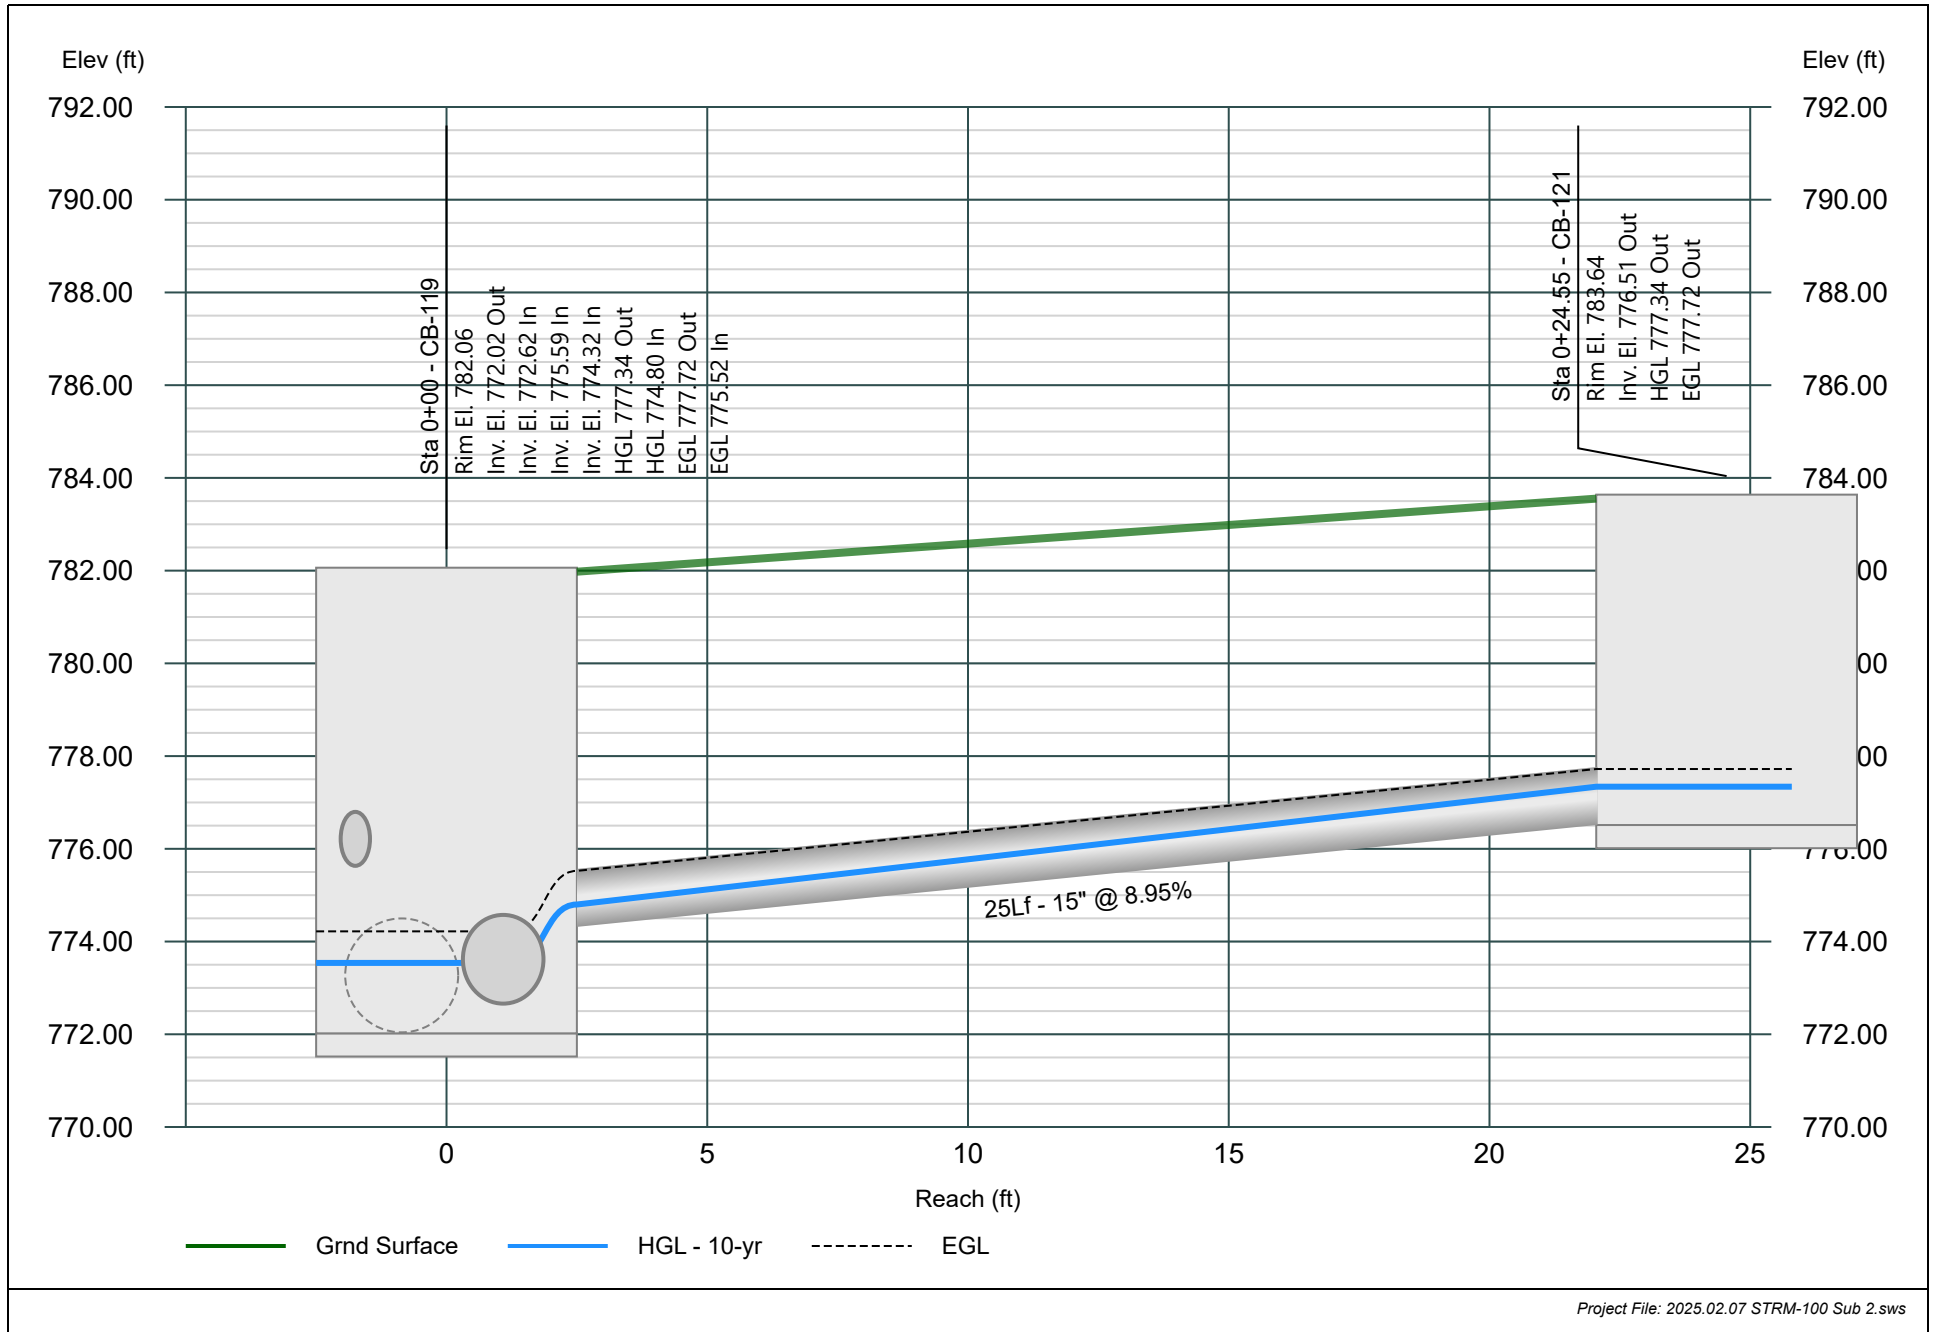 Elev (ft)
Elev (ft)
792.00
792.00
790.00
790.00
788.00
788.00
786.00
786.00
784.00
784.00
782.00
00
780.00
00
778.00
00
776.00
776.00
774.00
774.00
772.00
772.00
770.00
770.00
Sta 0+00 - CB-119
Rim El. 782.06
Inv. El. 772.02 Out
Inv. El. 772.62 In
Inv. El. 775.59 In
Inv. El. 774.32 In
HGL 777.34 Out
HGL 774.80 In
EGL 777.72 Out
EGL 775.52 In
Sta 0+24.55 - CB-121
Rim El. 783.64
Inv. El. 776.51 Out
HGL 777.34 Out
EGL 777.72 Out
25Lf - 15" @ 8.95%
0
5
10
15
20
25
Reach (ft)
Grnd Surface
HGL - 10-yr
EGL
Project File: 2025.02.07 STRM-100 Sub 2.sws